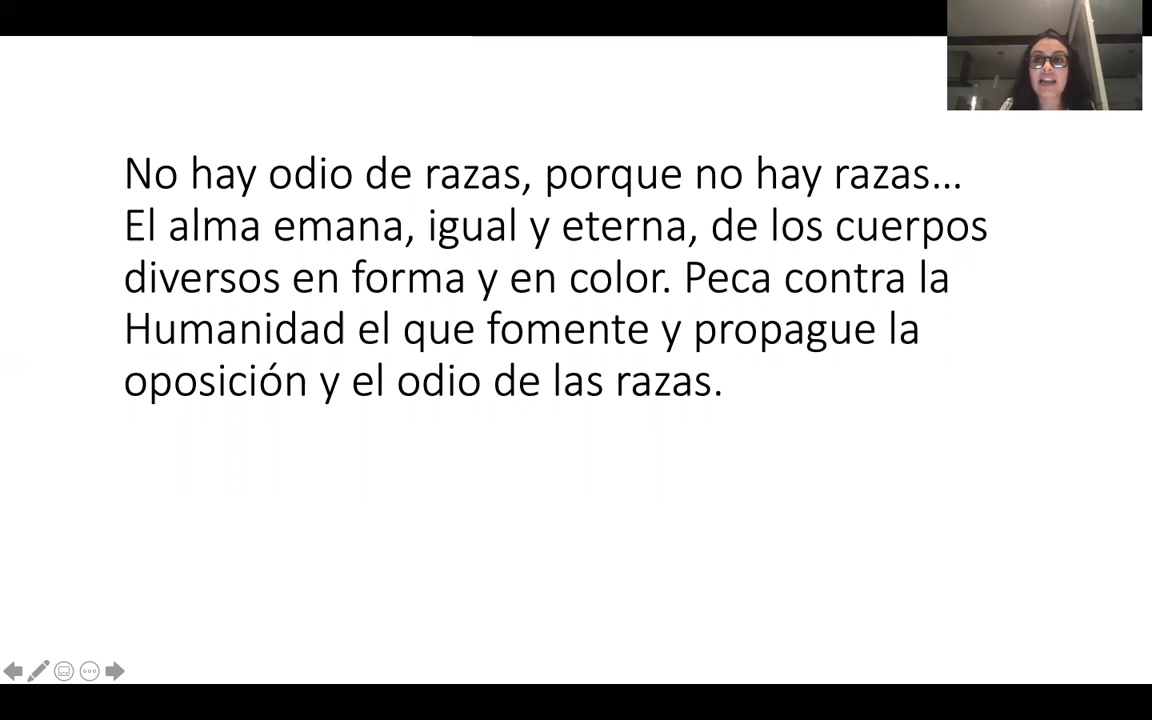 No hay odio de razas, porque no hay razas…
El alma emana, igual y eterna, de los cuerpos
diversos en forma y en color. Peca contra la
Humanidad el que fomente y propague la
oposición y el odio de las razas.